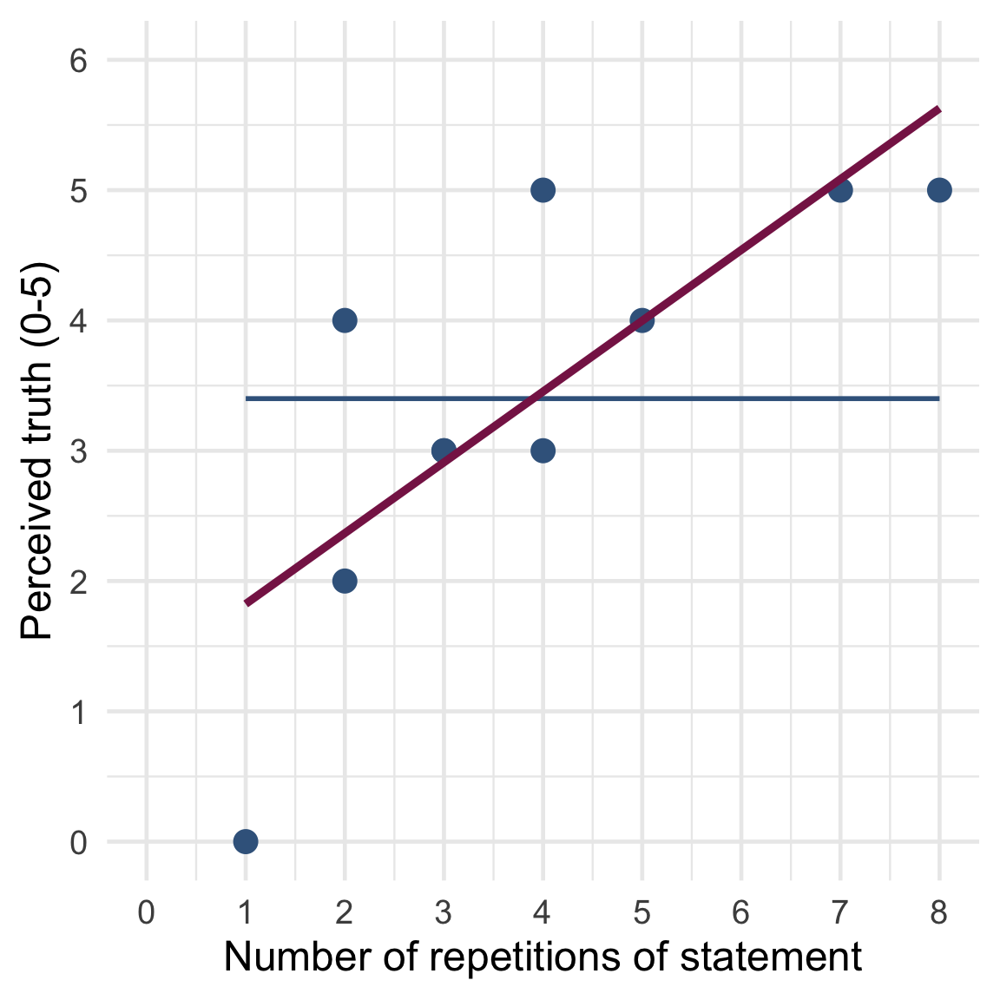 6
5
4
3
2
1
0
Perceived truth (0-5)
0 1 2 3 4 5 6 7 8
Number of repetitions of statement